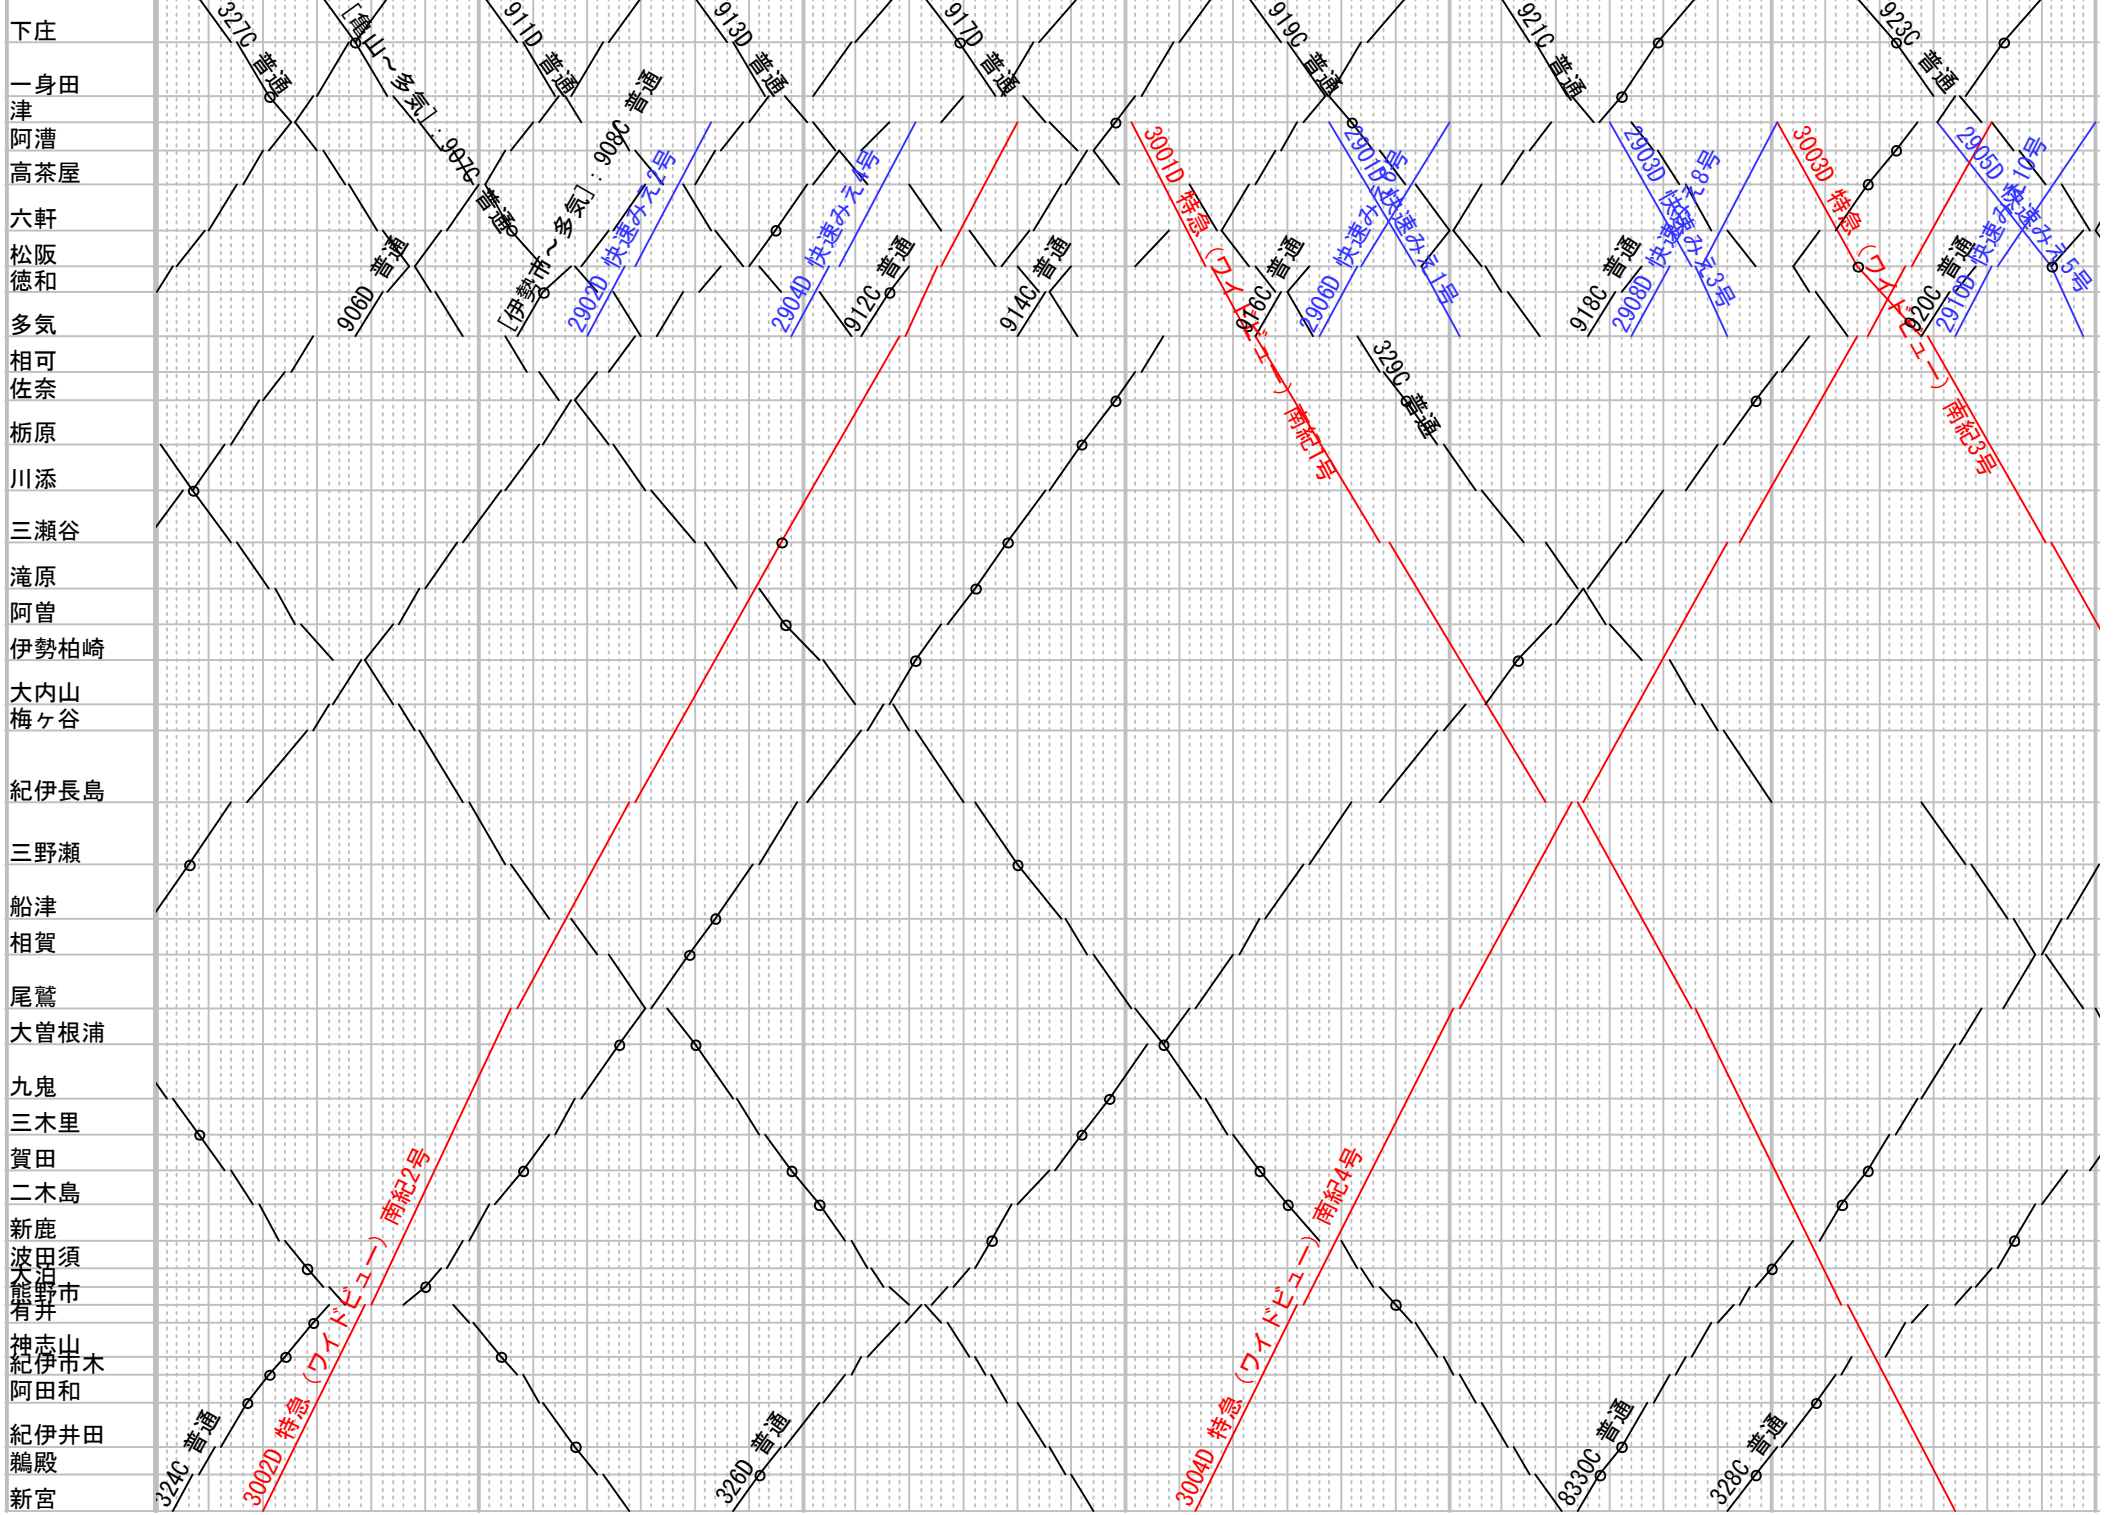 下庄
一身田
津
阿漕
高茶屋
六軒
松阪
徳和
多気
相可
佐奈
栃原
川添
三瀬谷
滝原
阿曽
伊勢柏崎
大内山
梅ヶ谷
紀伊長島
三野瀬
船津
相賀
尾鷲
大曽根浦
九鬼
三木里
賀田
二木島
新鹿
波田須
大泊
熊野市
有井
神志山
紀伊市木
阿田和
紀伊井田
鵜殿
新宮
327C 普通
[亀山～多気]：907C 普通
911D 普通
913D 普通
917D 普通
919C 普通
921C 普通
923C 普通
906D 普通
[伊勢市～多気]：908C 普通
2902D 快速みえ2号
2904D 快速みえ4号
912C 普通
914C 普通
3001D 特急（ワイドビュー）南紀1号
916C 普通
2906D 快速みえ6号
2901D 快速みえ1号
329C 普通
918C 普通
2908D 快速みえ8号
2903D 快速みえ3号
3003D 特急（ワイドビュー）南紀3号
920C 普通
2910D 快速みえ10号
2905D 快速みえ5号
324C 普通
3002D 特急（ワイドビュー）南紀2号
326D 普通
3004D 特急（ワイドビュー）南紀4号
8330C 普通
328C 普通